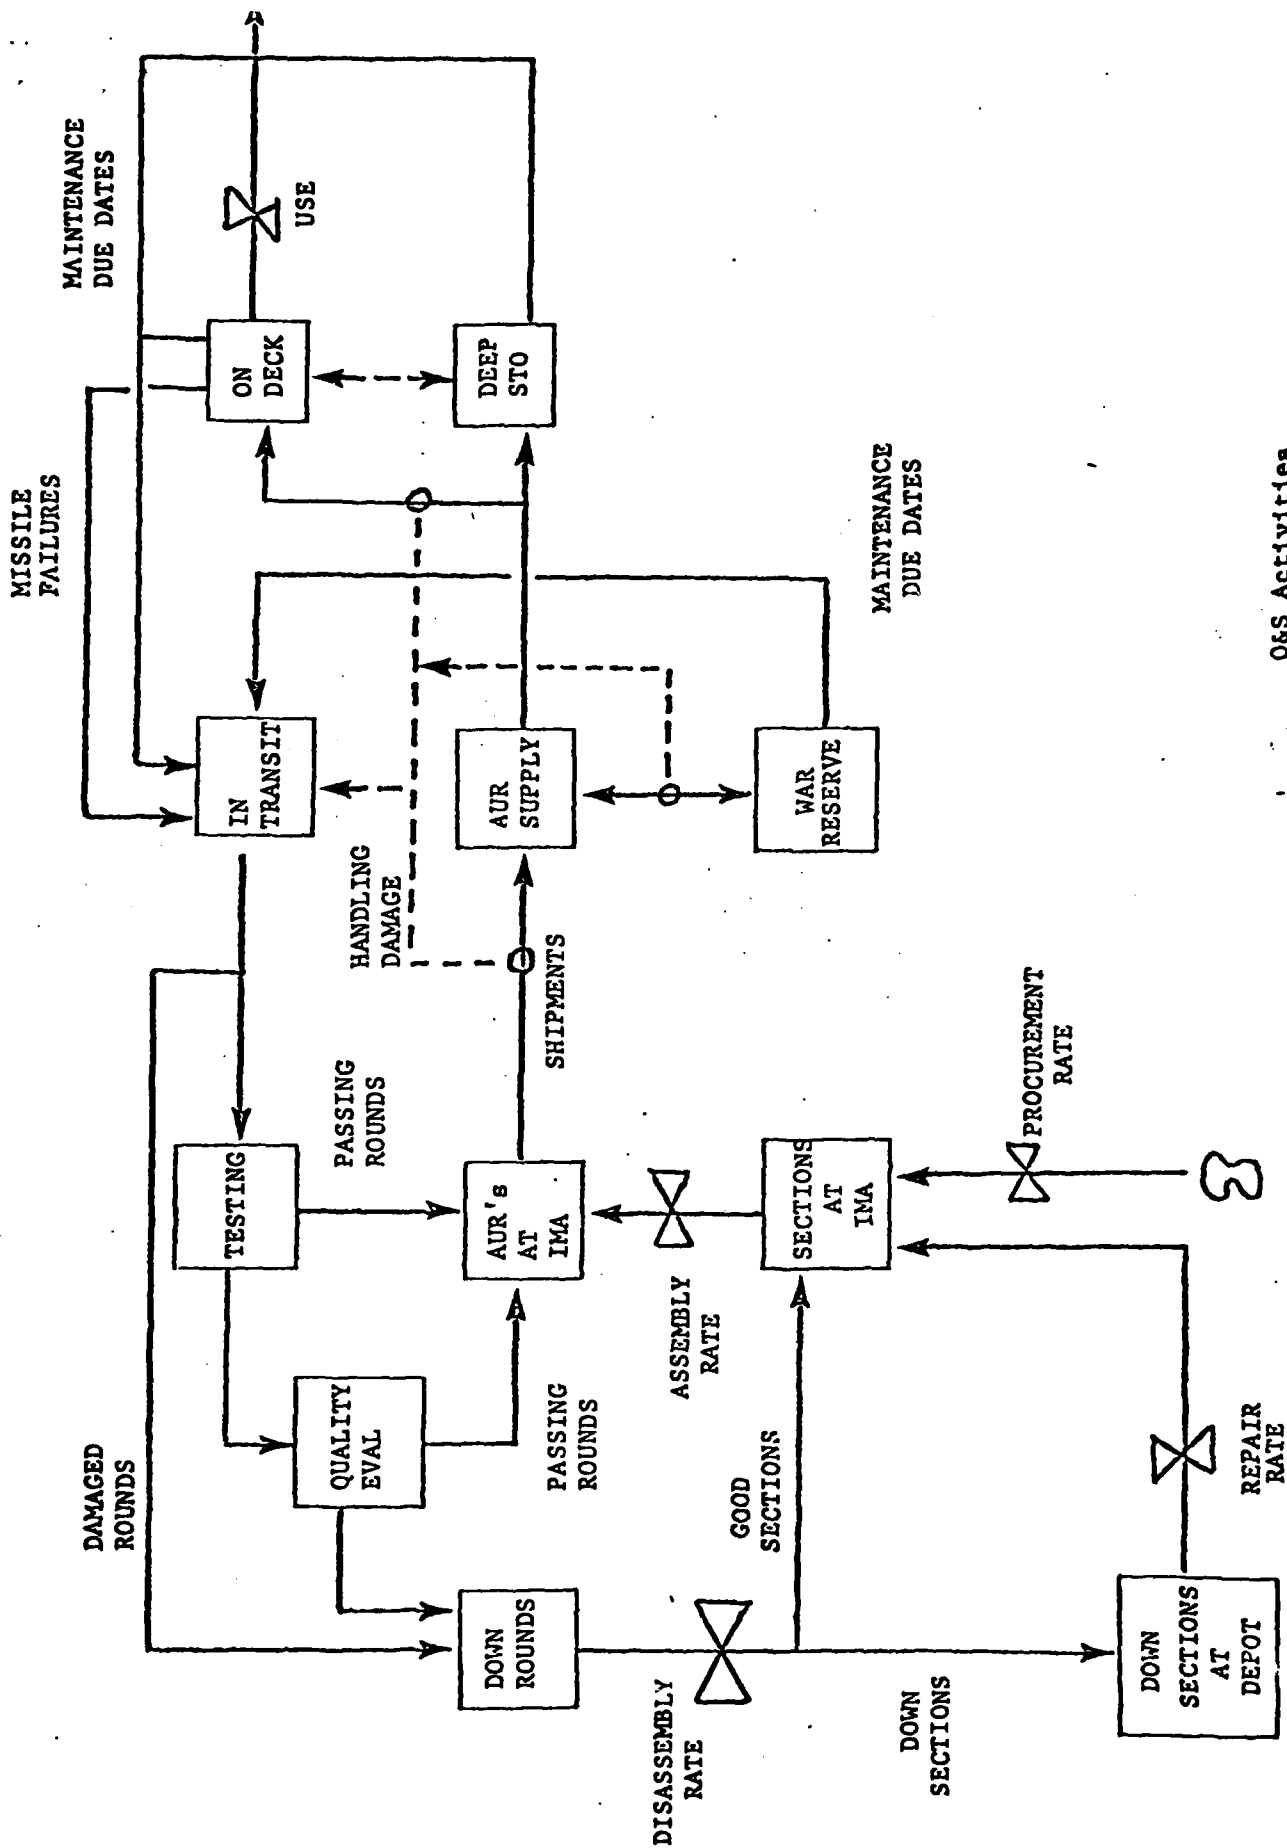 MISSILE
FAILURES
MAINTENANCE
DUE DATES
DAMAGED
ROUNDS
TESTING
IN
TRANSIT
ON
DECK
USE
QUALITY
EVAL
PASSING
ROUNDS
HANDLING
DAMAGE
DOWN
ROUNDS
PASSING
ROUNDS
AUR's
AT
IMA
SHIPMENTS
AUR
SUPPLY
DEEP
STO
DISASSEMBLY
RATE
GOOD
SECTIONS
ASSEMBLY
RATE
SECTIONS
AT
IMA
WAR
RESERVE
MAINTENANCE
DUE DATES
DOWN
SECTIONS
PROCUREMENT
RATE
DOWN
SECTIONS
AT
DEPOT
REPAIR
RATE
O&S Activities